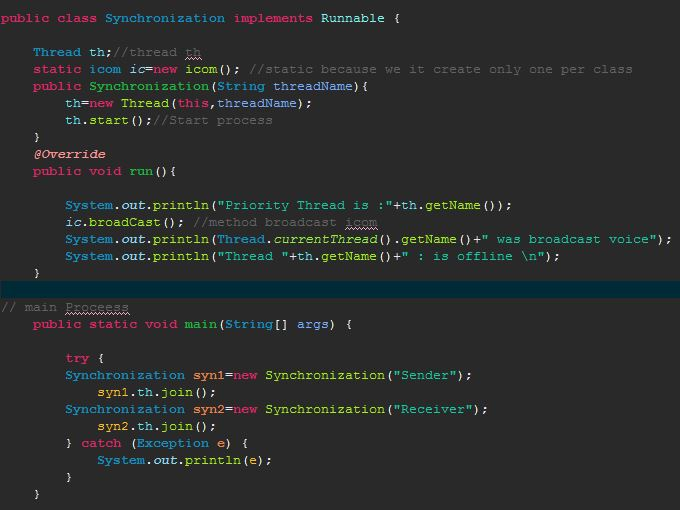 public class Synchronization implements Runnable {
Thread th;//thread th
static icom ic=new icom(); //static because we it create only one per class
public Synchronization(String threadName){
th=new Thread(this,threadName);
th.start();//Start process
}
@Override
public void run(){
System.out.println("Priority Thread is :"+th.getName());
ic.broadCast(); //method broadcast icom
System.out.println(Thread.currentThread().getName()+" was broadcast voice");
System.out.println("Thread "+th.getName()+" : is offline \n");
}
// main Proceess
public static void main(String[] args) {
try {
Synchronization syn1=new Synchronization("Sender");
syn1.th.join();
Synchronization syn2=new Synchronization("Receiver");
syn2.th.join();
} catch (Exception e) {
System.out.println(e);
}
}